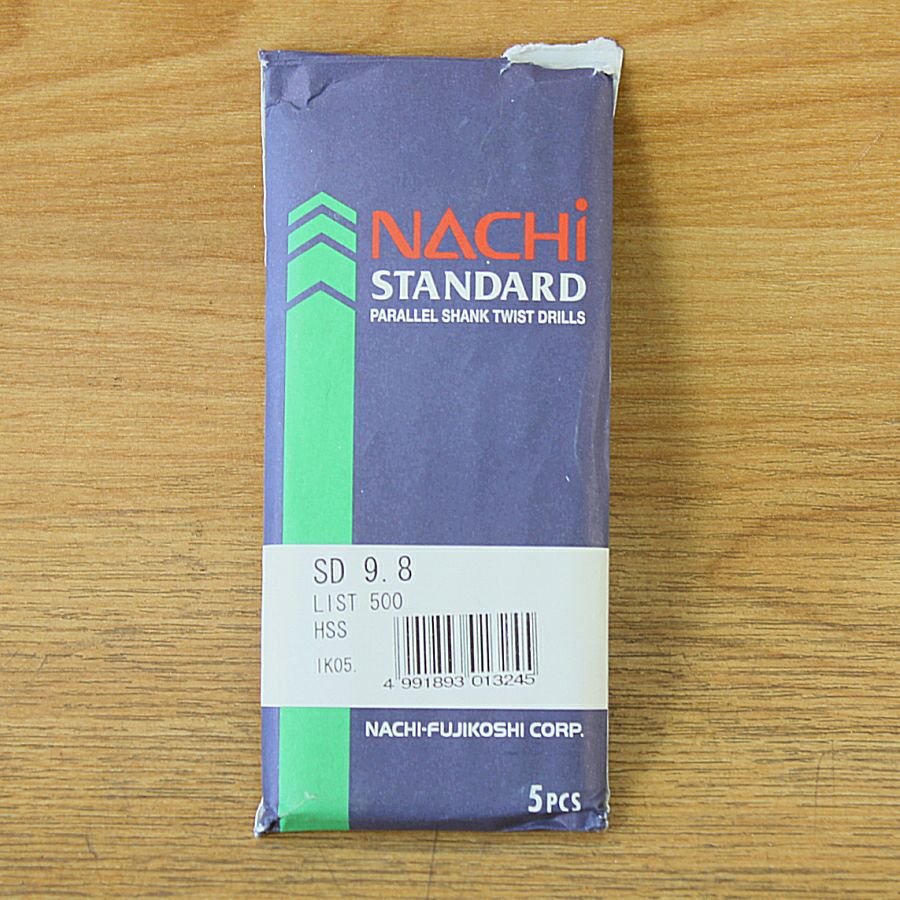 NACHi
STANDARD
PARALLEL SHANK TWIST DRILLS
SD 9.8
LIST 500
HSS
IK05.
4 991893 013245
NACHI-FUJIKOSHI CORP.
5PCS